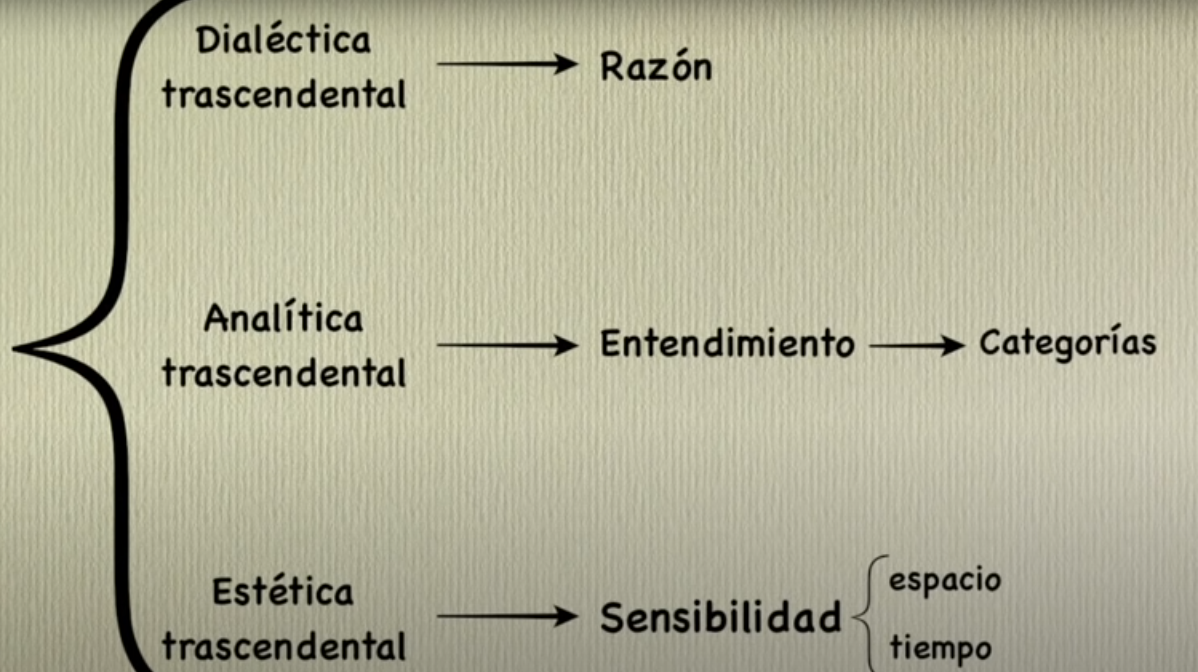 Dialéctica
trascendental
Razón
Analítica
trascendental
Entendimiento
Categorías
Estética
trascendental
Sensibilidad
espacio
tiempo